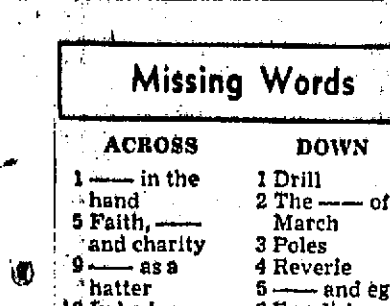 Missing Words
ACROSS
1 — in the
hand
5 Faith, —
and charity
9 — as a
hatter
DOWN
1 Drill
2 The — of
March
3 Poles
4 Reverie
5 — and eg